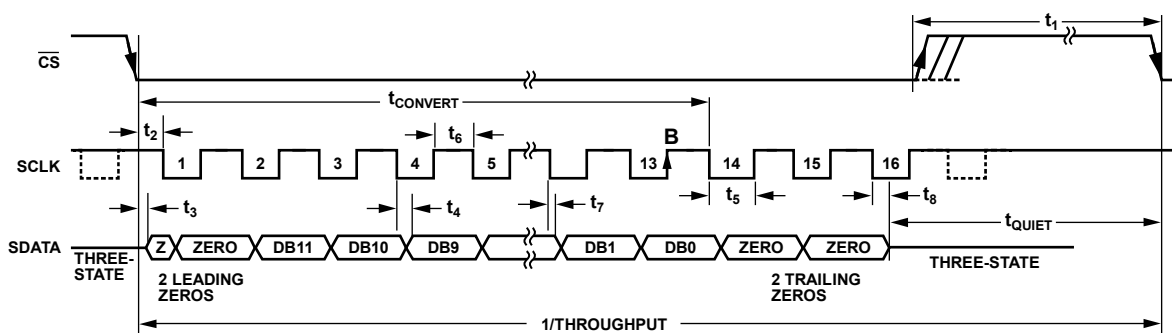 t1
CS
tCONVERT
t2
t6
B
SCLK
1
2
3
4
5
13
14
15
16
t3
t4
t7
t5
t8
tQUIET
SDATA
Z
ZERO
DB11
DB10
DB9
DB1
DB0
ZERO
ZERO
THREE-
STATE
THREE-STATE
2 LEADING
ZEROS
2 TRAILING
ZEROS
1/THROUGHPUT